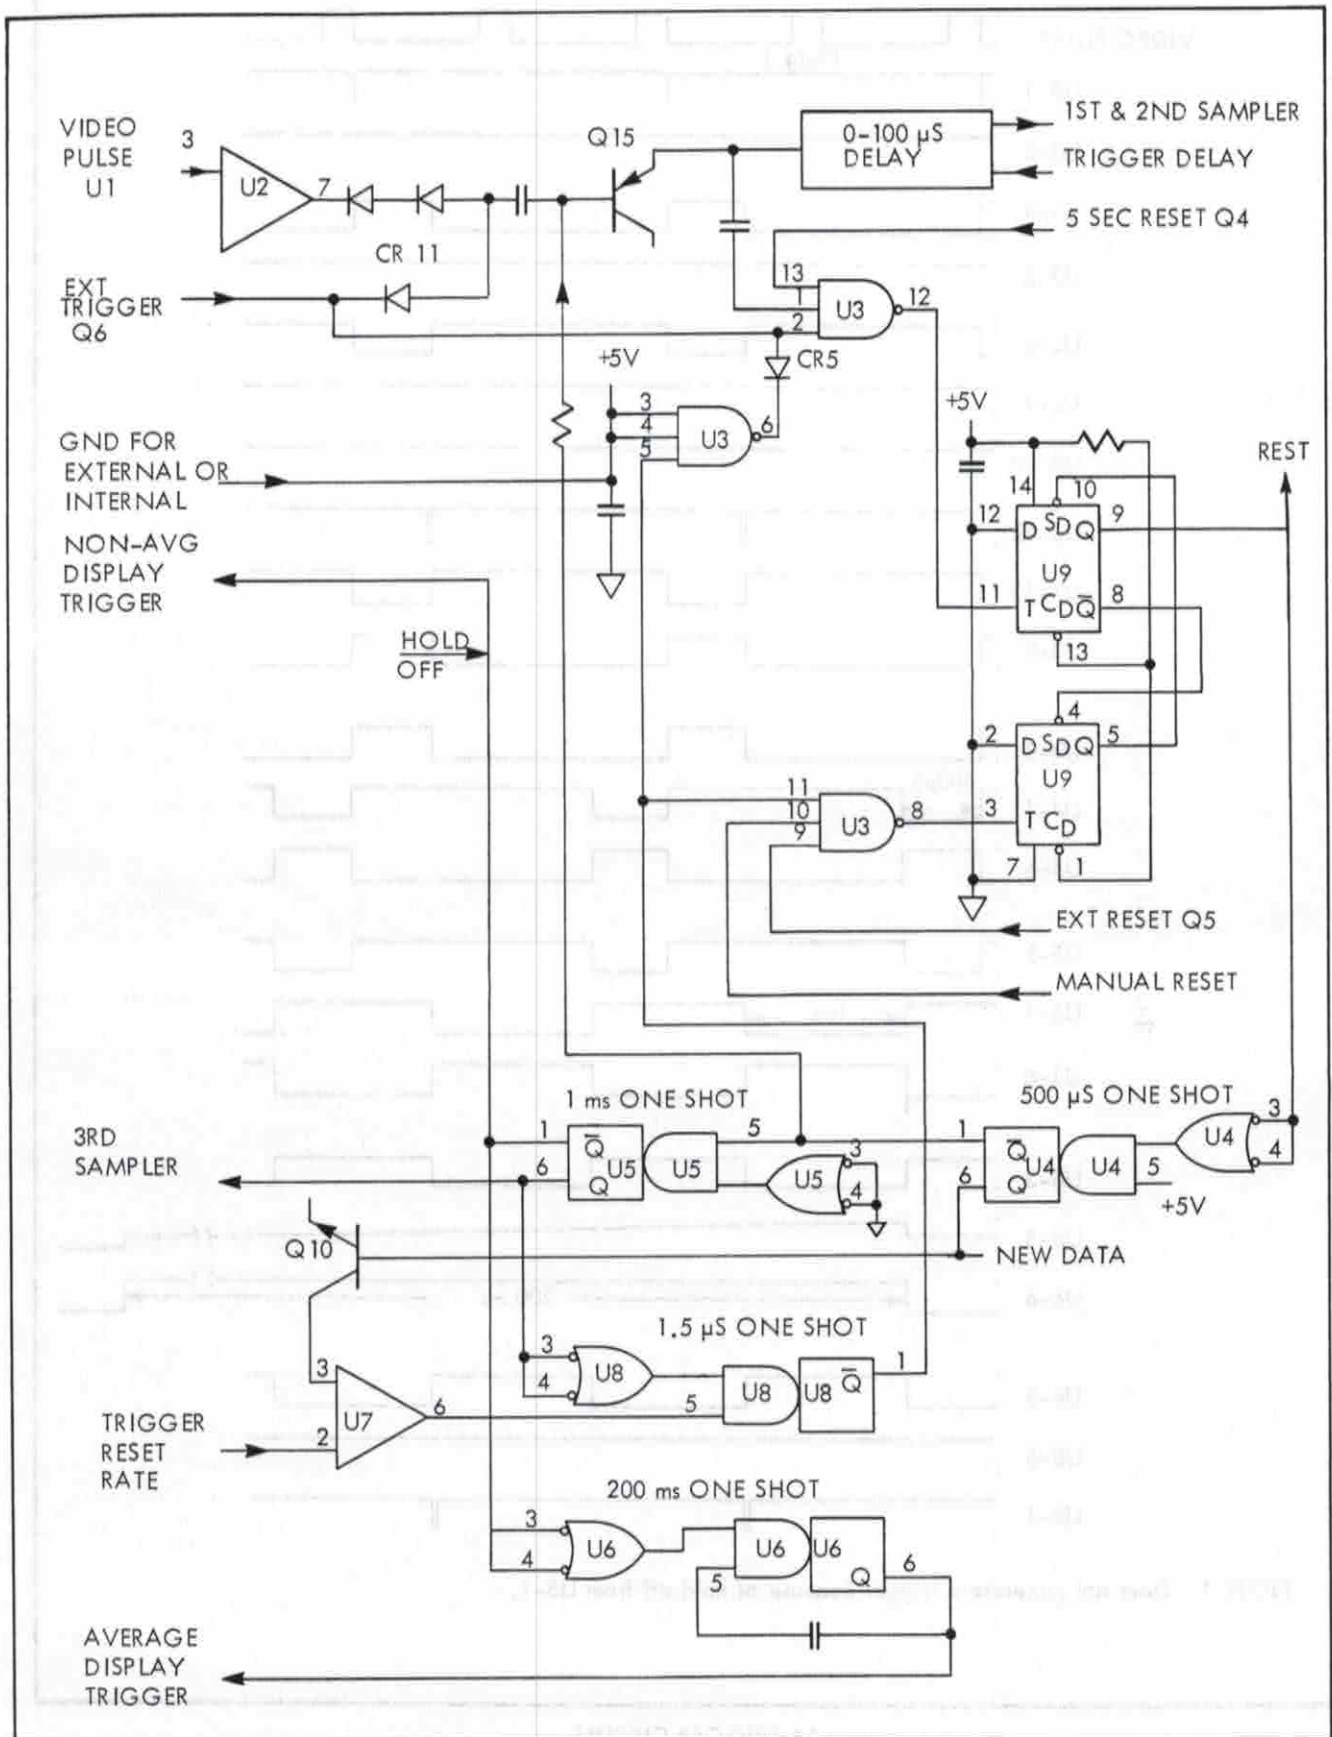 VIDEO
PULSE
U1
3
U2
7
Q15
0-100 µS
DELAY
1ST & 2ND SAMPLER
TRIGGER DELAY
5 SEC RESET Q4
CR 11
EXT
TRIGGER
Q6
13
1
2
U3
12
CR5
+5V
3
4
5
U3
6
GND FOR
EXTERNAL OR
INTERNAL
+5V
REST
14
10
12
D SD Q
9
U9
11
T CD Q̅
8
13
NON-AVG
DISPLAY
TRIGGER
HOLD
OFF
4
2
D SD Q
5
U9
11
10
9
U3
8
3
T CD
7
1
EXT RESET Q5
MANUAL RESET
1 ms ONE SHOT
500 µS ONE SHOT
3RD
SAMPLER
1
Q̅
6
Q
U5
U5
5
3
U5
4
1
Q̅
6
Q
U4
U4
5
+5V
3
U4
4
Q10
NEW DATA
1.5 µS ONE SHOT
3
4
U8
5
U8
U8
Q̅
1
3
U7
6
2
TRIGGER
RESET
RATE
200 ms ONE SHOT
3
4
U6
5
U6
U6
Q
6
AVERAGE
DISPLAY
TRIGGER